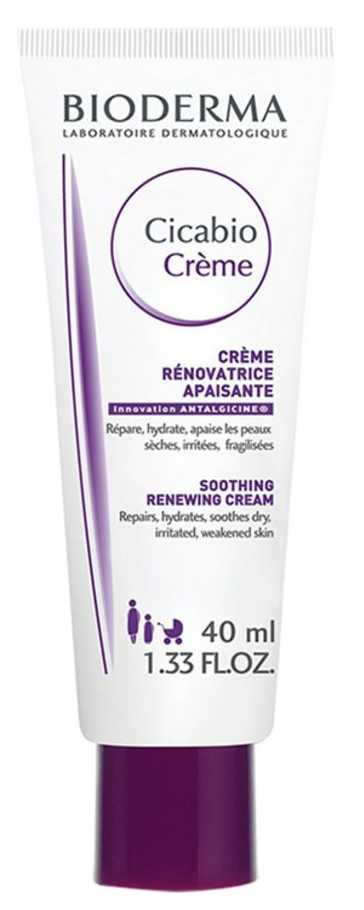 BIODERMA
LABORATOIRE DERMATOLOGIQUE
Cicabio
Crème
CRÈME
RÉNOVATRICE
APAISANTE
Innovation ANTALGICINE®
Répare, hydrate, apaise les peaux
sèches, irritées, fragilisées
SOOTHING
RENEWING CREAM
Repairs, hydrates, soothes dry,
irritated, weakened skin
40 ml
1.33 FL.OZ.